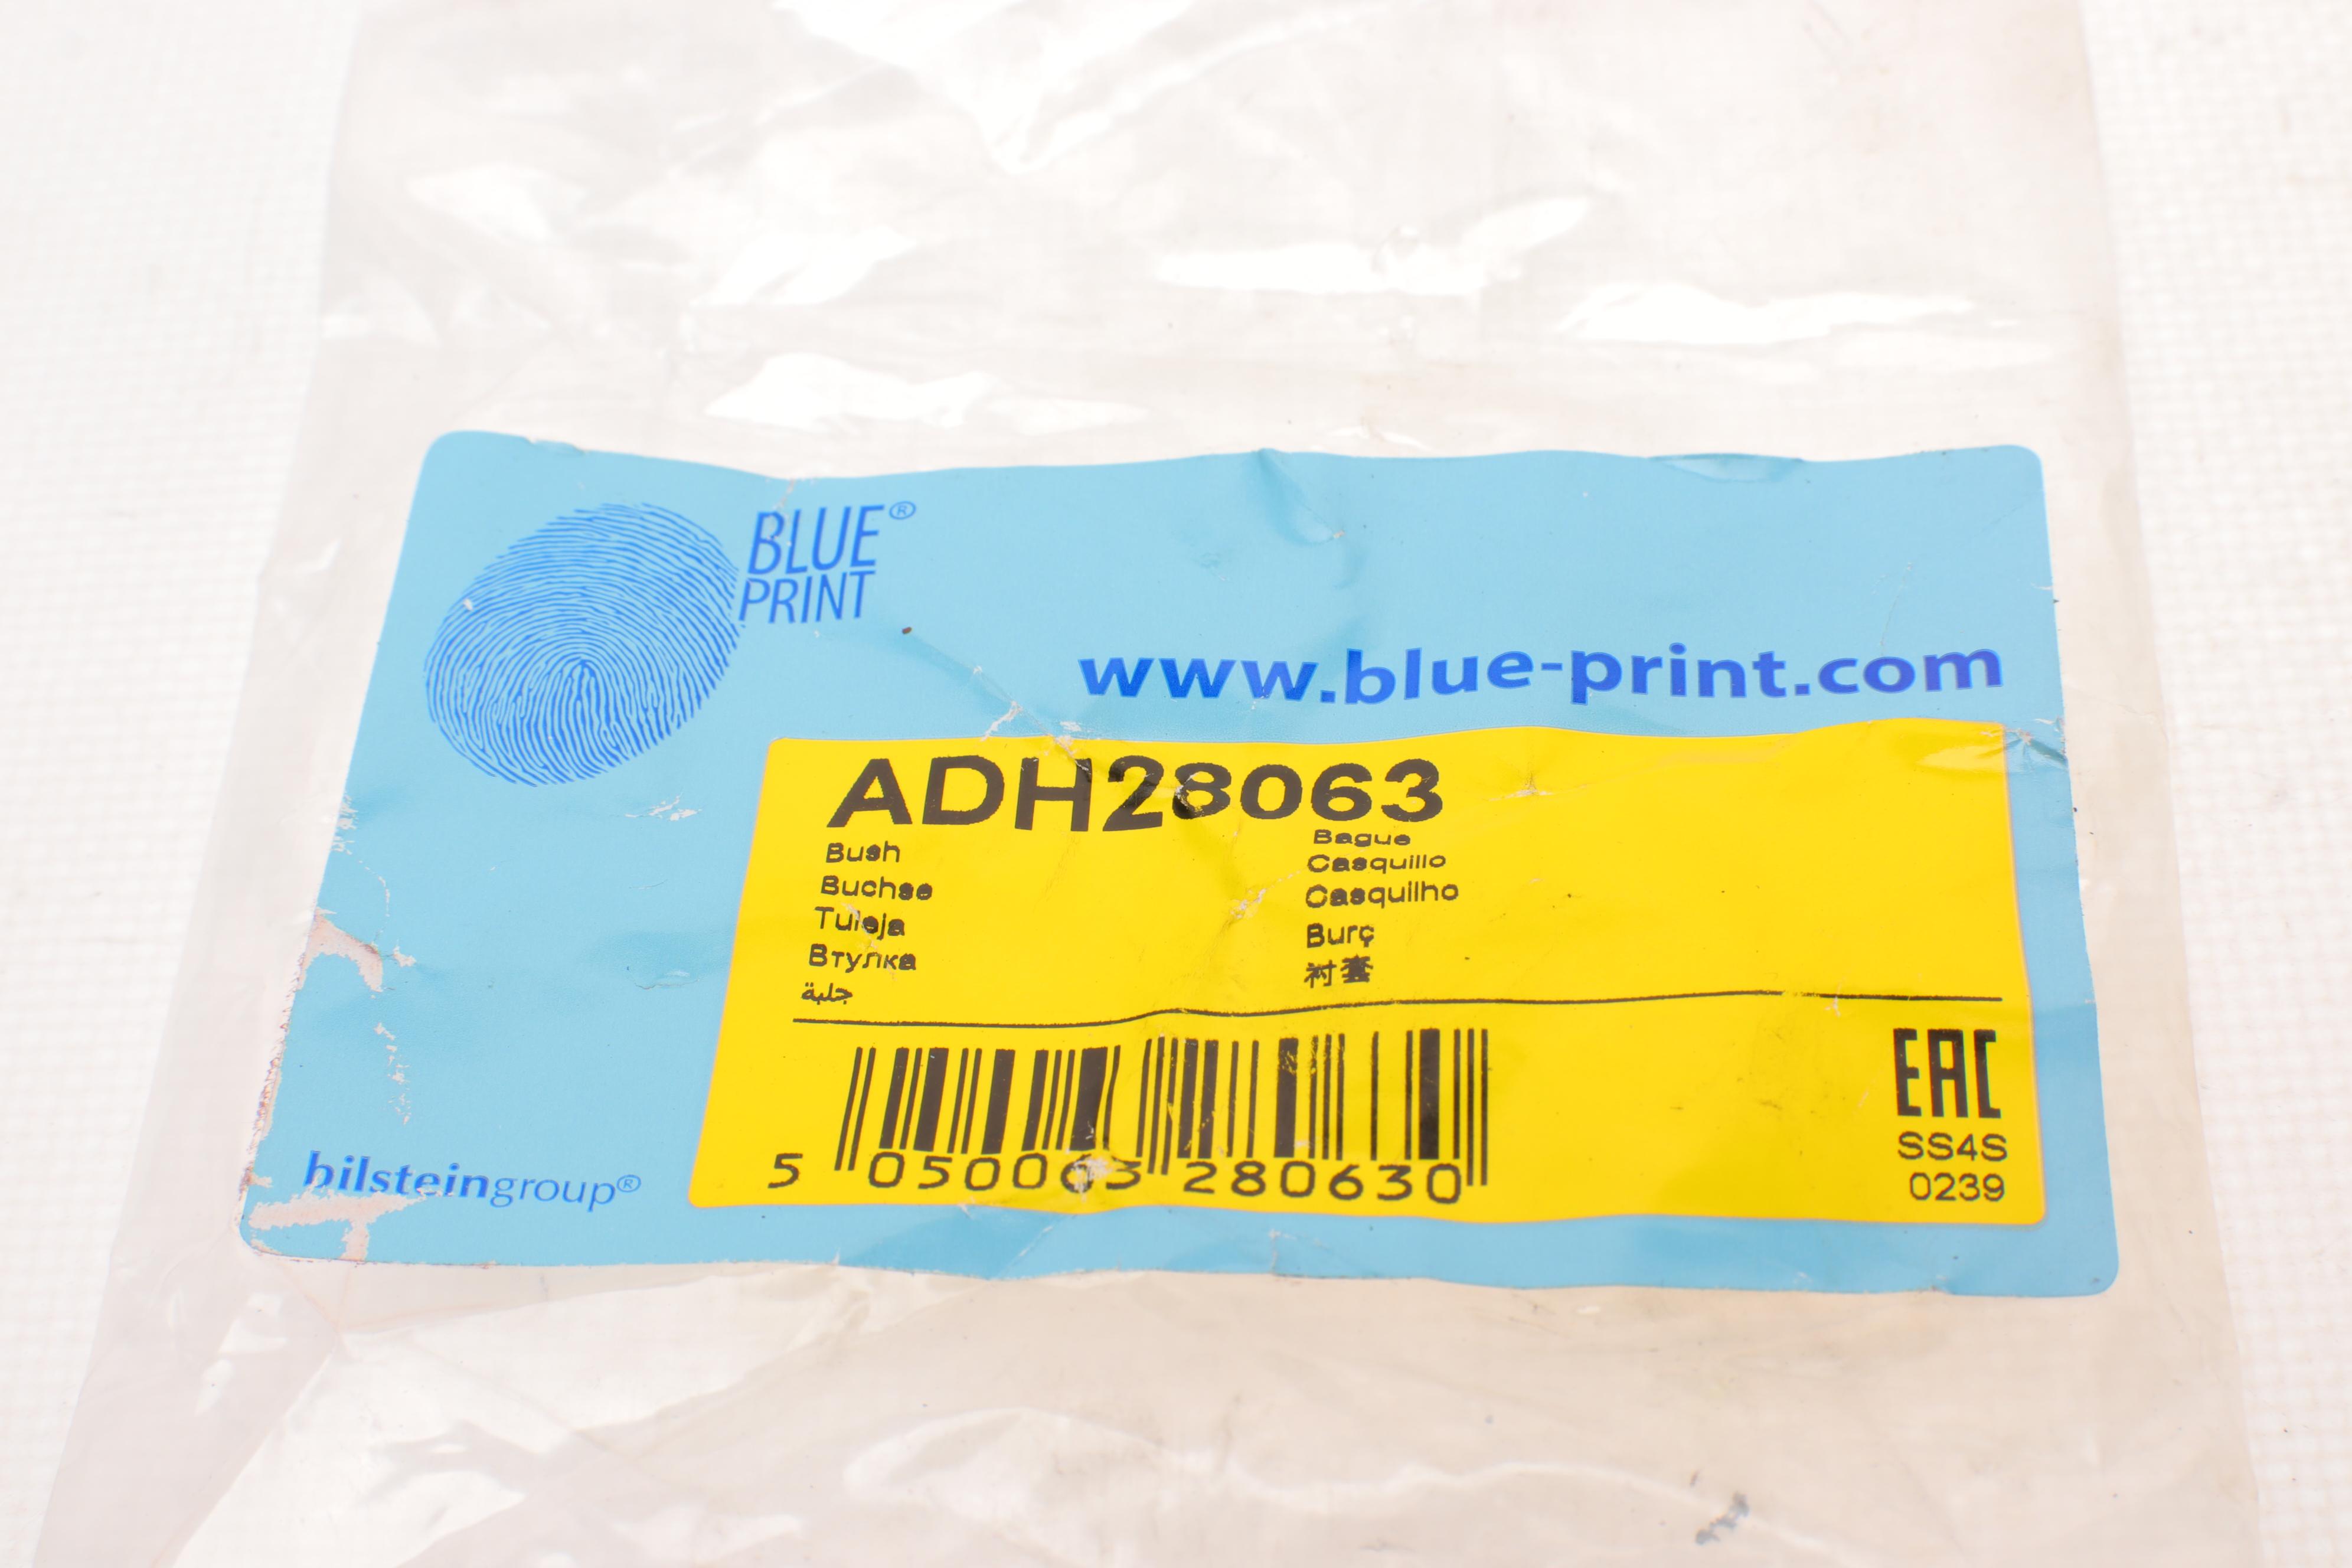 BLUE®
PRINT
www.blue-print.com
ADH28063
Bush
Buchse
Tuleja
Втулка
جلبة
Bague
Casquillo
Casquilho
Burç
衬套
5 050063 280630
EAC
SS4S
0239
bilsteingroup®